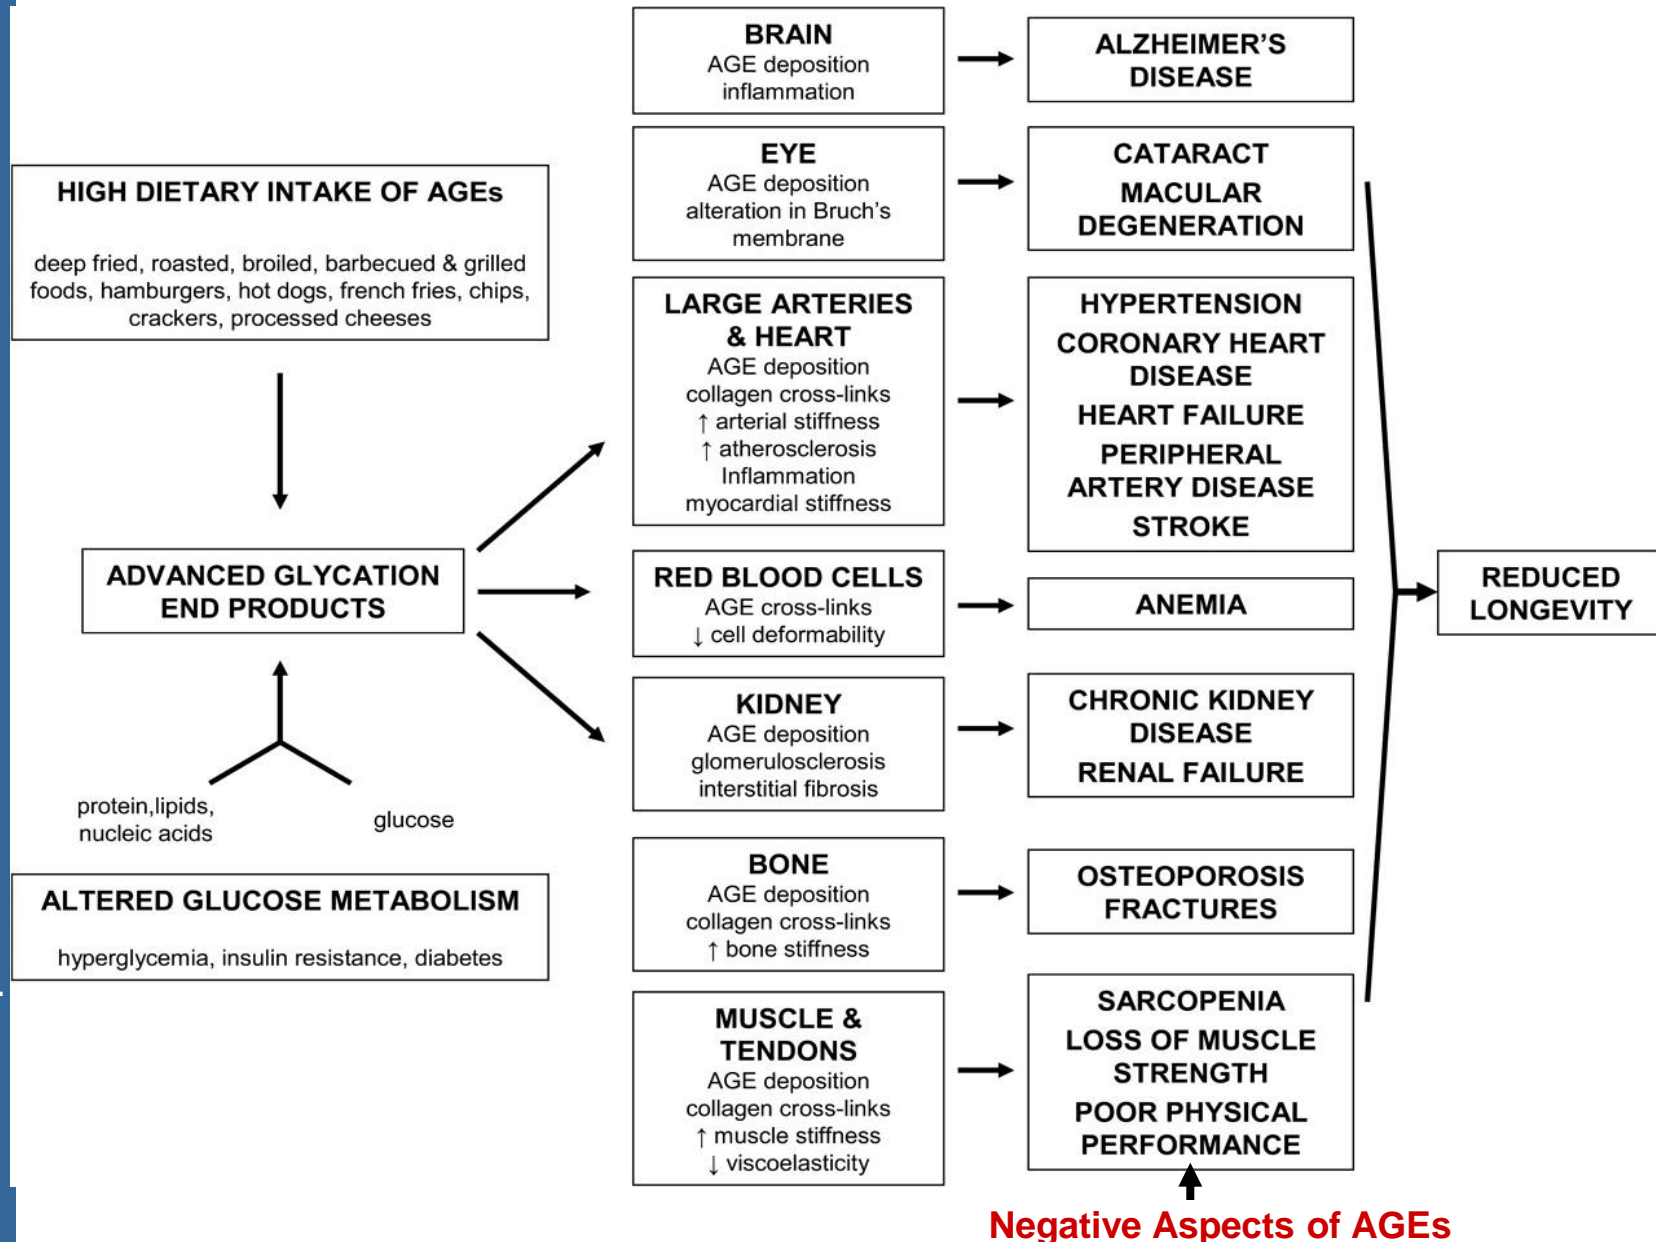 HIGH DIETARY INTAKE OF AGEs
deep fried, roasted, broiled, barbecued & grilled
foods, hamburgers, hot dogs, french fries, chips,
crackers, processed cheeses
ADVANCED GLYCATION
END PRODUCTS
protein,lipids,
nucleic acids
glucose
ALTERED GLUCOSE METABOLISM
hyperglycemia, insulin resistance, diabetes
BRAIN
AGE deposition
inflammation
EYE
AGE deposition
alteration in Bruch's
membrane
LARGE ARTERIES
& HEART
AGE deposition
collagen cross-links
↑ arterial stiffness
↑ atherosclerosis
Inflammation
myocardial stiffness
RED BLOOD CELLS
AGE cross-links
↓ cell deformability
KIDNEY
AGE deposition
glomerulosclerosis
interstitial fibrosis
BONE
AGE deposition
collagen cross-links
↑ bone stiffness
MUSCLE &
TENDONS
AGE deposition
collagen cross-links
↑ muscle stiffness
↓ viscoelasticity
ALZHEIMER'S
DISEASE
CATARACT
MACULAR
DEGENERATION
HYPERTENSION
CORONARY HEART
DISEASE
HEART FAILURE
PERIPHERAL
ARTERY DISEASE
STROKE
ANEMIA
CHRONIC KIDNEY
DISEASE
RENAL FAILURE
OSTEOPOROSIS
FRACTURES
SARCOPENIA
LOSS OF MUSCLE
STRENGTH
POOR PHYSICAL
PERFORMANCE
REDUCED
LONGEVITY
Negative Aspects of AGEs